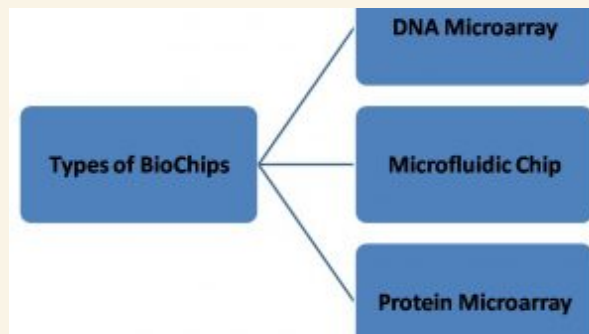 DNA Microarray
Types of BioChips
Microfluidic Chip
Protein Microarray